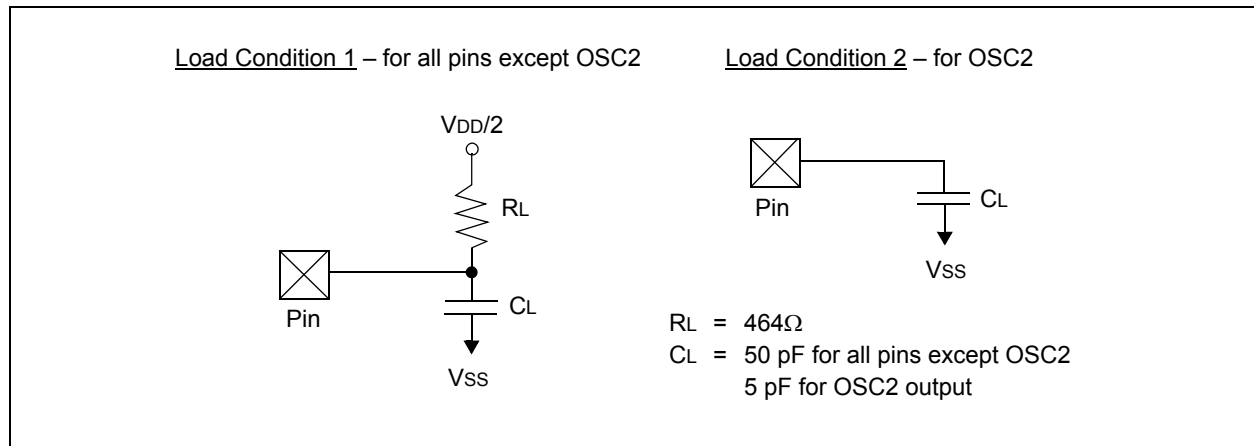 Load Condition 1 – for all pins except OSC2
VDD/2
RL
Pin
CL
VSS
Load Condition 2 – for OSC2
Pin
CL
VSS
RL = 464Ω
CL = 50 pF for all pins except OSC2
5 pF for OSC2 output